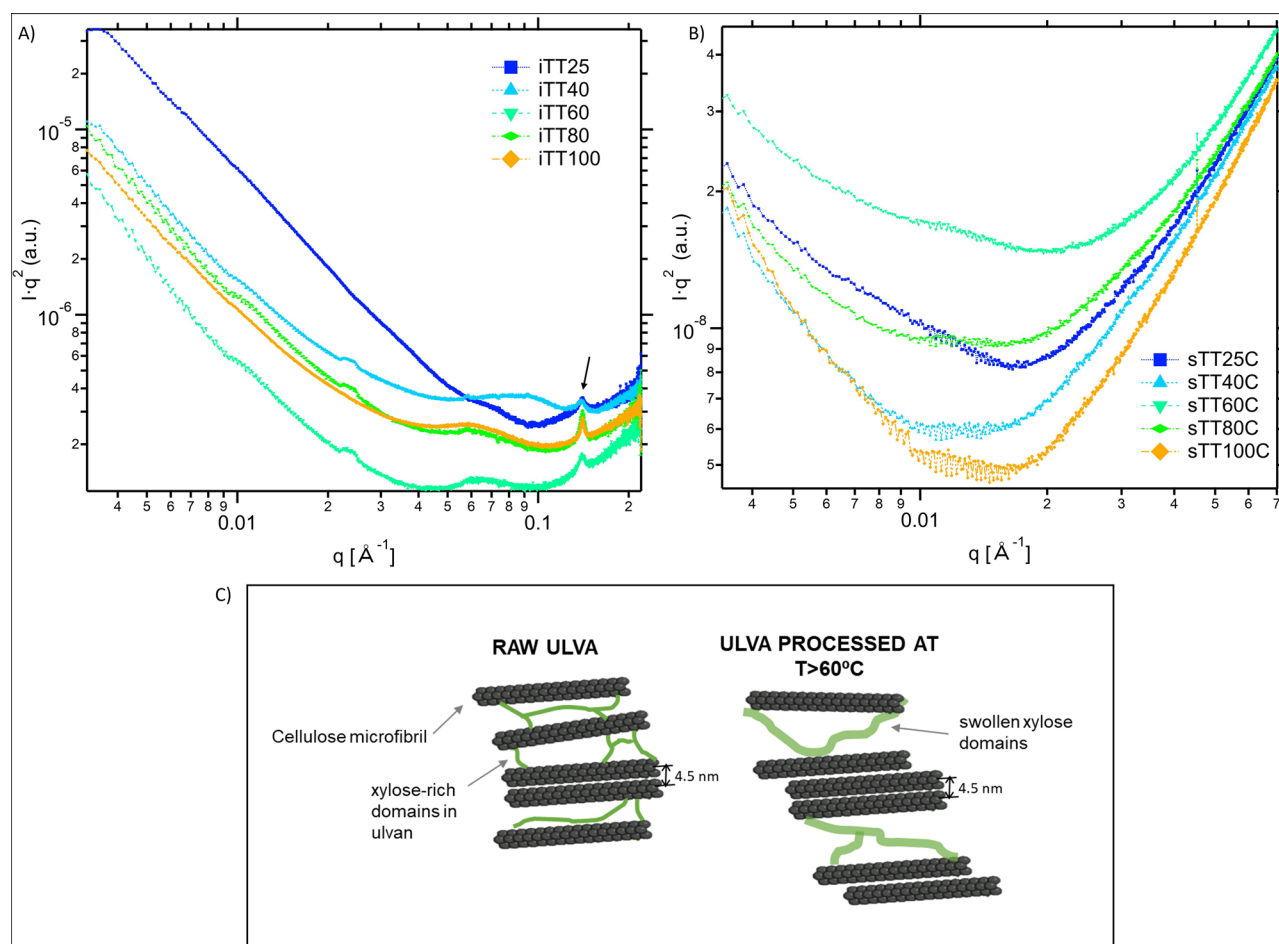 A)
I·q² (a.u.)
2
10⁻⁵
8
6
4
2
10⁻⁶
8
6
4
2
iTT25
iTT40
iTT60
iTT80
iTT100
4 5 6 7 8 9 0.01 2 3 4 5 6 7 8 9 0.1 2
q [Å⁻¹]
B)
I·q² (a.u.)
4
3
2
10⁻⁸
9
8
7
6
5
sTT25C
sTT40C
sTT60C
sTT80C
sTT100C
4 5 6 7 8 9 0.01 2 3 4 5 6 7
q [Å⁻¹]
C)
RAW ULVA
Cellulose microfibril
xylose-rich
domains in
ulvan
4.5 nm
ULVA PROCESSED AT
T>60ºC
swollen xylose
domains
4.5 nm